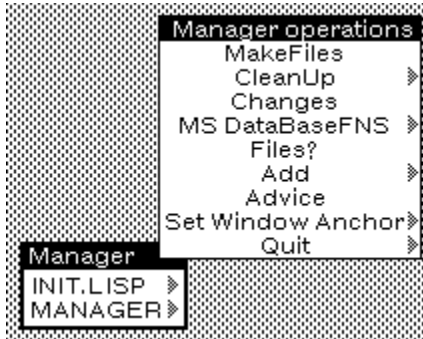 Manager operations
MakeFiles
CleanUp
Changes
MS DataBaseFNS
Files?
Add
Advice
Set Window Anchor
Quit
Manager
INIT.LISP
MANAGER